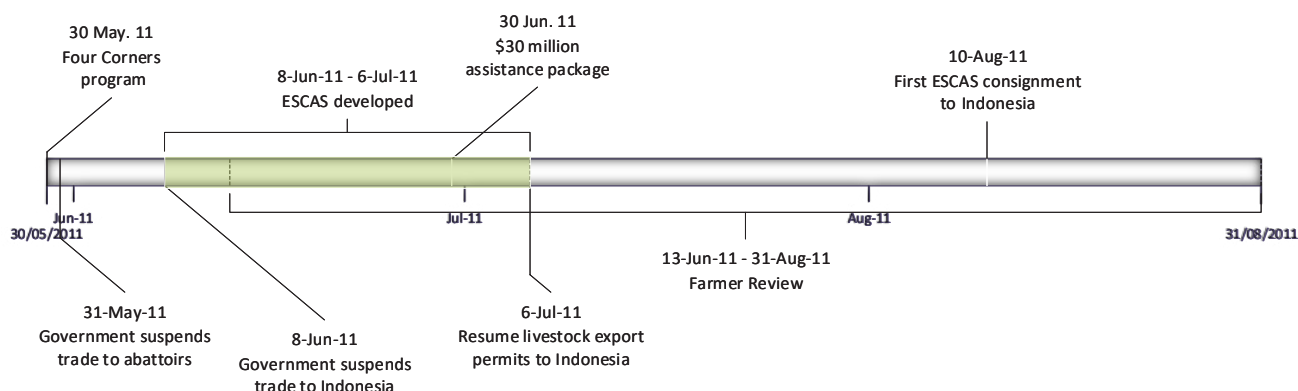 30 May. 11
Four Corners
program
8-Jun-11 - 6-Jul-11
ESCAS developed
30 Jun. 11
$30 million
assistance package
10-Aug-11
First ESCAS consignment
to Indonesia
Jun-11
Jul-11
Aug-11
30/05/2011
31/08/2011
13-Jun-11 - 31-Aug-11
Farmer Review
31-May-11
Government suspends
trade to abattoirs
8-Jun-11
Government suspends
trade to Indonesia
6-Jul-11
Resume livestock export
permits to Indonesia